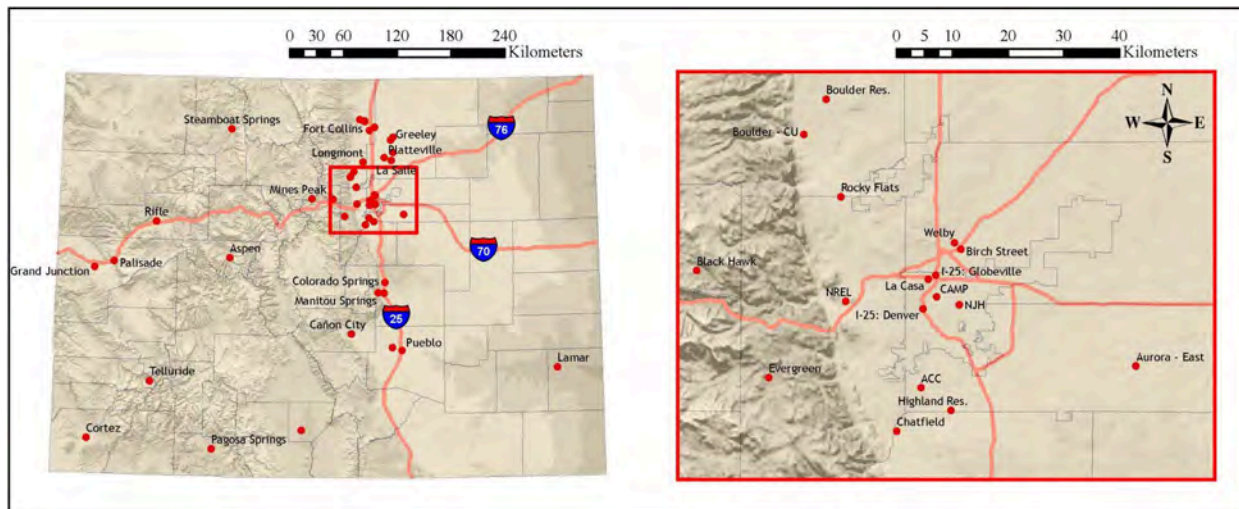 0 30 60 120 180 240
Kilometers
Steamboat Springs
Fort Collins
Greeley
Platteville
Longmont
La Salle
Mines Peak
76
Rifle
Aspen
70
Grand Junction
Palisade
Colorado Springs
Manitou Springs
25
Cañon City
Pueblo
Lamar
Telluride
Cortez
Pagosa Springs
0 5 10 20 30 40
Kilometers
N
W E
S
Boulder Res.
Boulder - CU
Rocky Flats
Welby
Birch Street
Black Hawk
I-25: Globeville
La Casa
CAMP
NREL
NJH
I-25: Denver
Aurora - East
Evergreen
ACC
Highland Res.
Chatfield